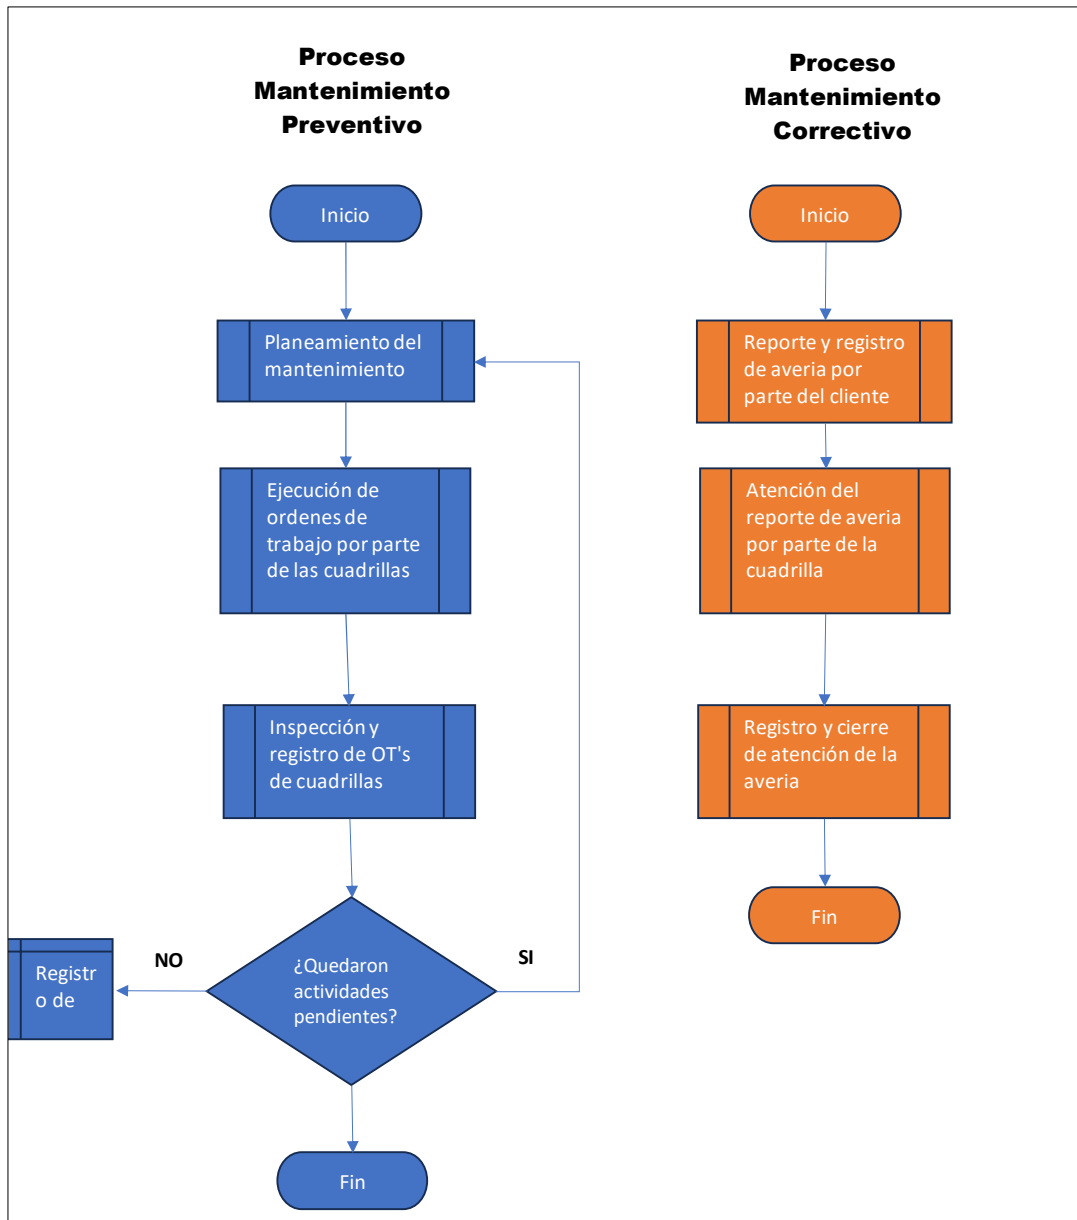 Proceso
Mantenimiento
Preventivo
Inicio
Planeamiento del
mantenimiento
Ejecución de
ordenes de
trabajo por parte
de las cuadrillas
Inspección y
registro de OT's
de cuadrillas
¿Quedaron
actividades
pendientes?
NO
SI
Registr
o de
Fin
Proceso
Mantenimiento
Correctivo
Inicio
Reporte y registro
de averia por
parte del cliente
Atención del
reporte de averia
por parte de la
cuadrilla
Registro y cierre
de atención de la
averia
Fin